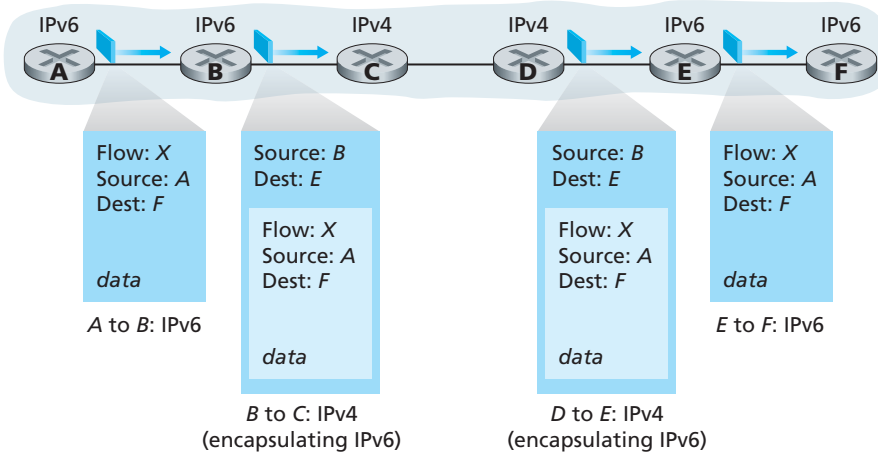 IPv6
IPv6
IPv4
IPv4
IPv6
IPv6
A
B
C
D
E
F
Flow: X
Source: A
Dest: F
data
A to B: IPv6
Source: B
Dest: E
Flow: X
Source: A
Dest: F
data
B to C: IPv4
(encapsulating IPv6)
Source: B
Dest: E
Flow: X
Source: A
Dest: F
data
D to E: IPv4
(encapsulating IPv6)
Flow: X
Source: A
Dest: F
data
E to F: IPv6